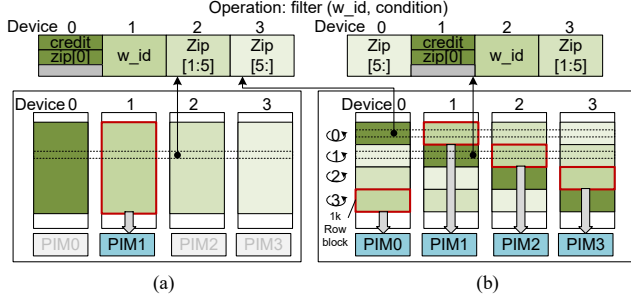 Operation: filter (w_id, condition)
Device 0 1 2 3
credit
zip[0]
w_id
Zip
[1:5]
Zip
[5:]
0 1 2 3
Zip
[5:]
credit
zip[0]
w_id
Zip
[1:5]
Device 0 1 2 3
PIM0 PIM1 PIM2 PIM3
(a)
Device 0 1 2 3
0
1
2
3
1k
Row
block
PIM0 PIM1 PIM2 PIM3
(b)